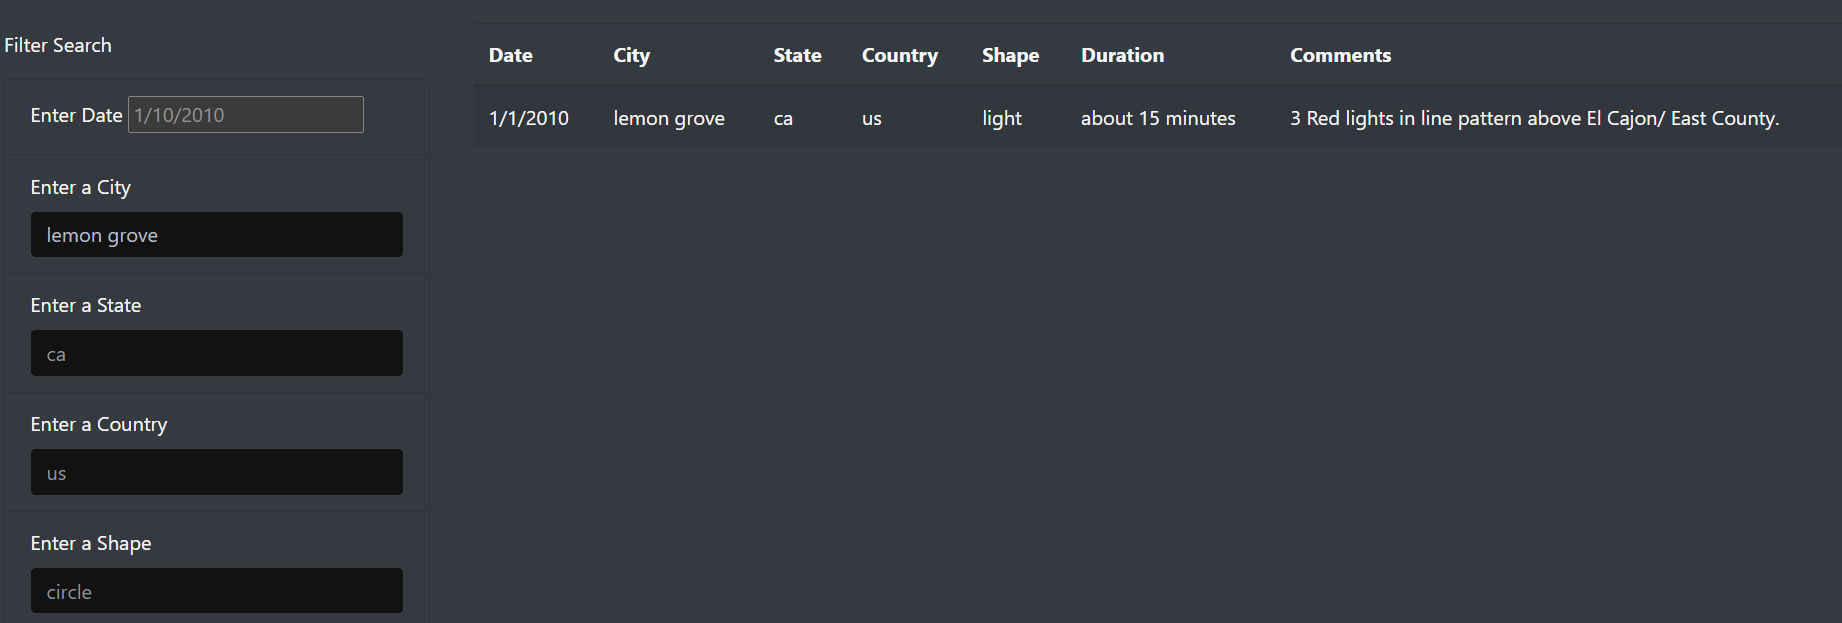 Filter Search
Enter Date 1/10/2010
Enter a City
lemon grove
Enter a State
ca
Enter a Country
us
Enter a Shape
circle
Date City State Country Shape Duration Comments
1/1/2010 lemon grove ca us light about 15 minutes 3 Red lights in line pattern above El Cajon/ East County.